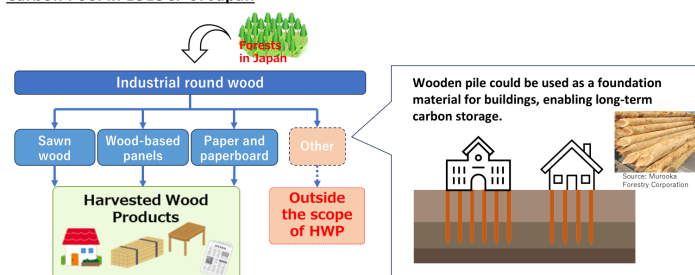 Forests
in Japan
Industrial round wood
Sawn
wood
Wood-based
panels
Paper and
paperboard
Other
Harvested Wood
Products
Outside
the scope
of HWP
Wooden pile could be used as a foundation
material for buildings, enabling long-term
carbon storage.
Source: Murooka
Forestry Corporation